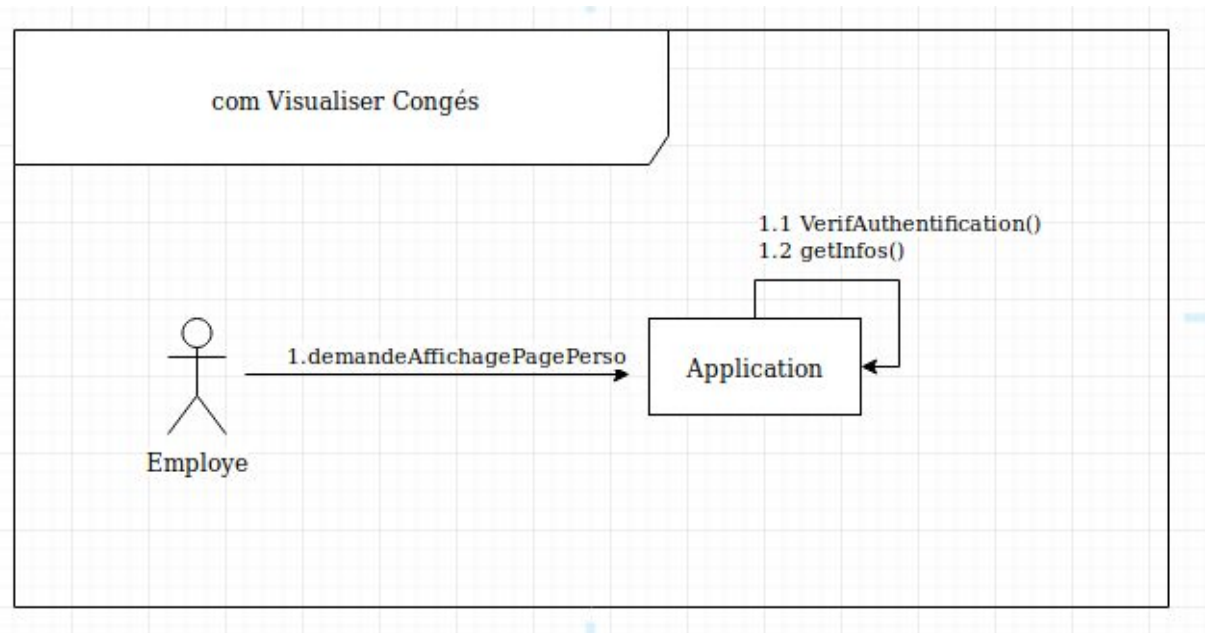 com Visualiser Congés
1.1 VerifAuthentification()
1.2 getInfos()
1.demandeAffichagePagePerso
Application
Employe